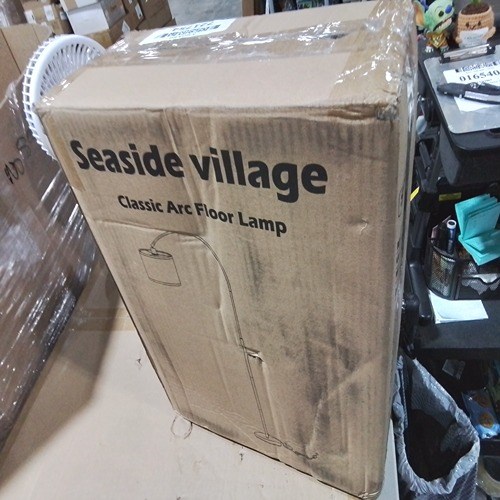 Seaside village
Classic Arc Floor Lamp